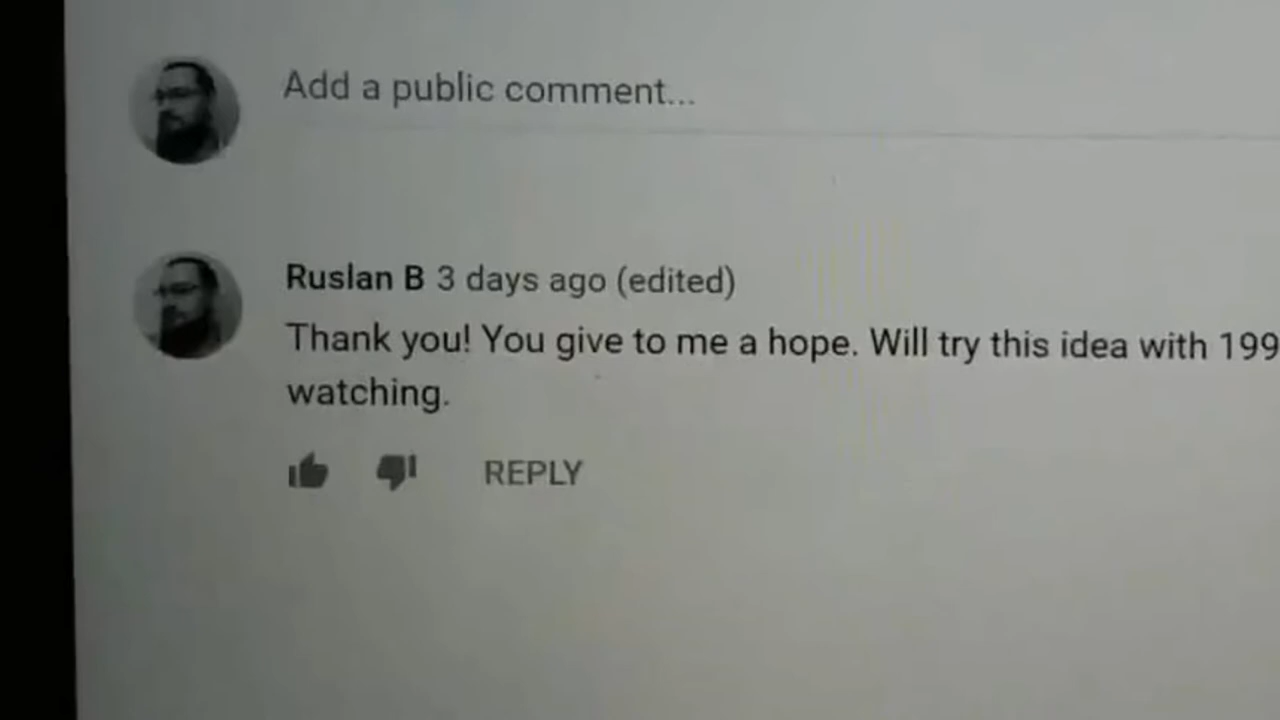 Add a public comment...
Ruslan B 3 days ago (edited)
Thank you! You give to me a hope. Will try this idea with 199
watching.
REPLY